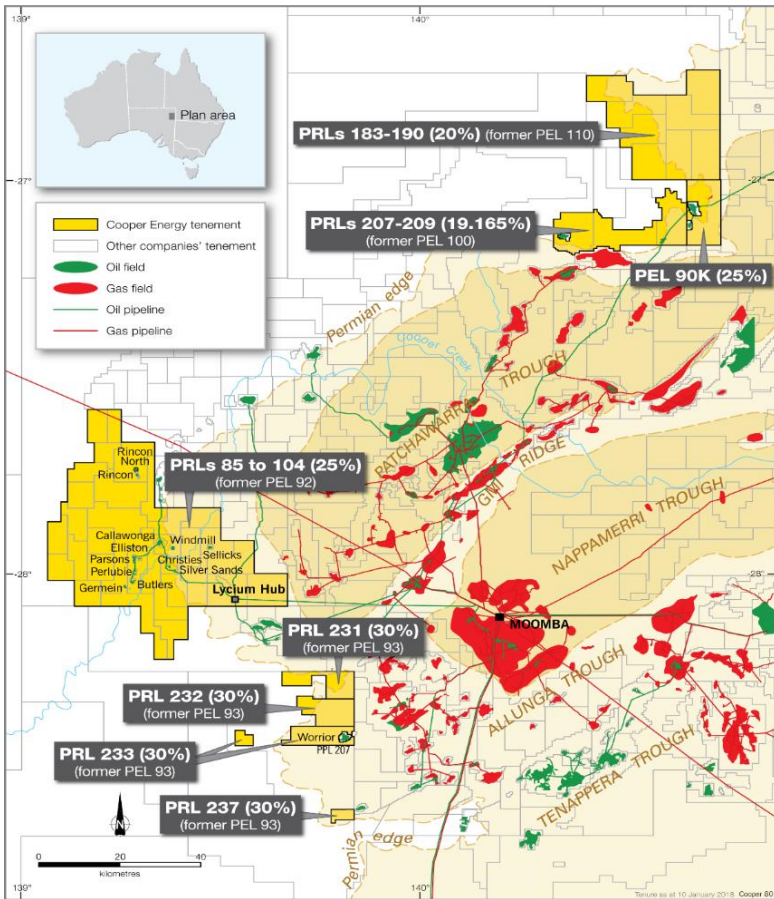 139°
140°
Plan area
PRLs 183-190 (20%) (former PEL 110)
-27°
-27°
Cooper Energy tenement
Other companies' tenement
Oil field
Gas field
Oil pipeline
Gas pipeline
PRLs 207-209 (19.165%)
(former PEL 100)
PEL 90K (25%)
Permian edge
Cooper Creek
PATCHAWARRA TROUGH
GMI RIDGE
NAPPAMERRI TROUGH
Rincon
North
Rincon
PRLs 85 to 104 (25%)
(former PEL 92)
Callawonga
Windmill
Elliston
Sellicks
Parsons
Christies
Perlubie
Silver Sands
Germein
Butlers
Lycium Hub
-28°
-28°
MOOMBA
PRL 231 (30%)
(former PEL 93)
ALLUNGA TROUGH
PRL 232 (30%)
(former PEL 93)
Worrior
PPL 207
PRL 233 (30%)
(former PEL 93)
TENAPPERA TROUGH
PRL 237 (30%)
(former PEL 93)
Permian edge
N
0 20 40
kilometres
139°
140°
Tenure as at 10 January 2018 Cooper 80